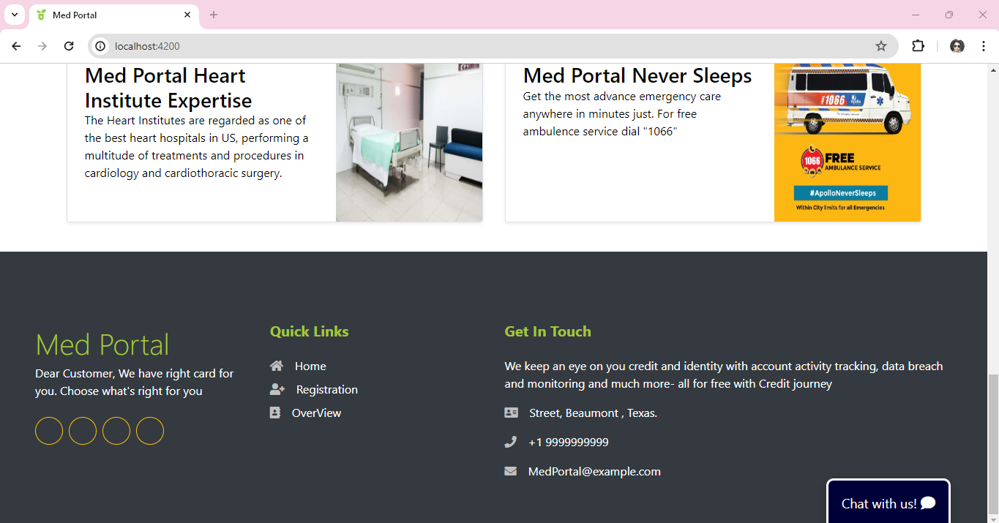 Med Portal
localhost:4200
Med Portal Heart
Institute Expertise
The Heart Institutes are regarded as one of
the best heart hospitals in US, performing a
multitude of treatments and procedures in
cardiology and cardiothoracic surgery.
Med Portal Never Sleeps
Get the most advance emergency care
anywhere in minutes just. For free
ambulance service dial "1066"
1066
Apollo
1066 FREE
AMBULANCE SERVICE
#ApolloNeverSleeps
Within City limits for all Emergencies
Med Portal
Dear Customer, We have right card for
you. Choose what's right for you
Quick Links
Home
Registration
OverView
Get In Touch
We keep an eye on you credit and identity with account activity tracking, data breach
and monitoring and much more- all for free with Credit journey
Street, Beaumont , Texas.
+1 9999999999
MedPortal@example.com
Chat with us!